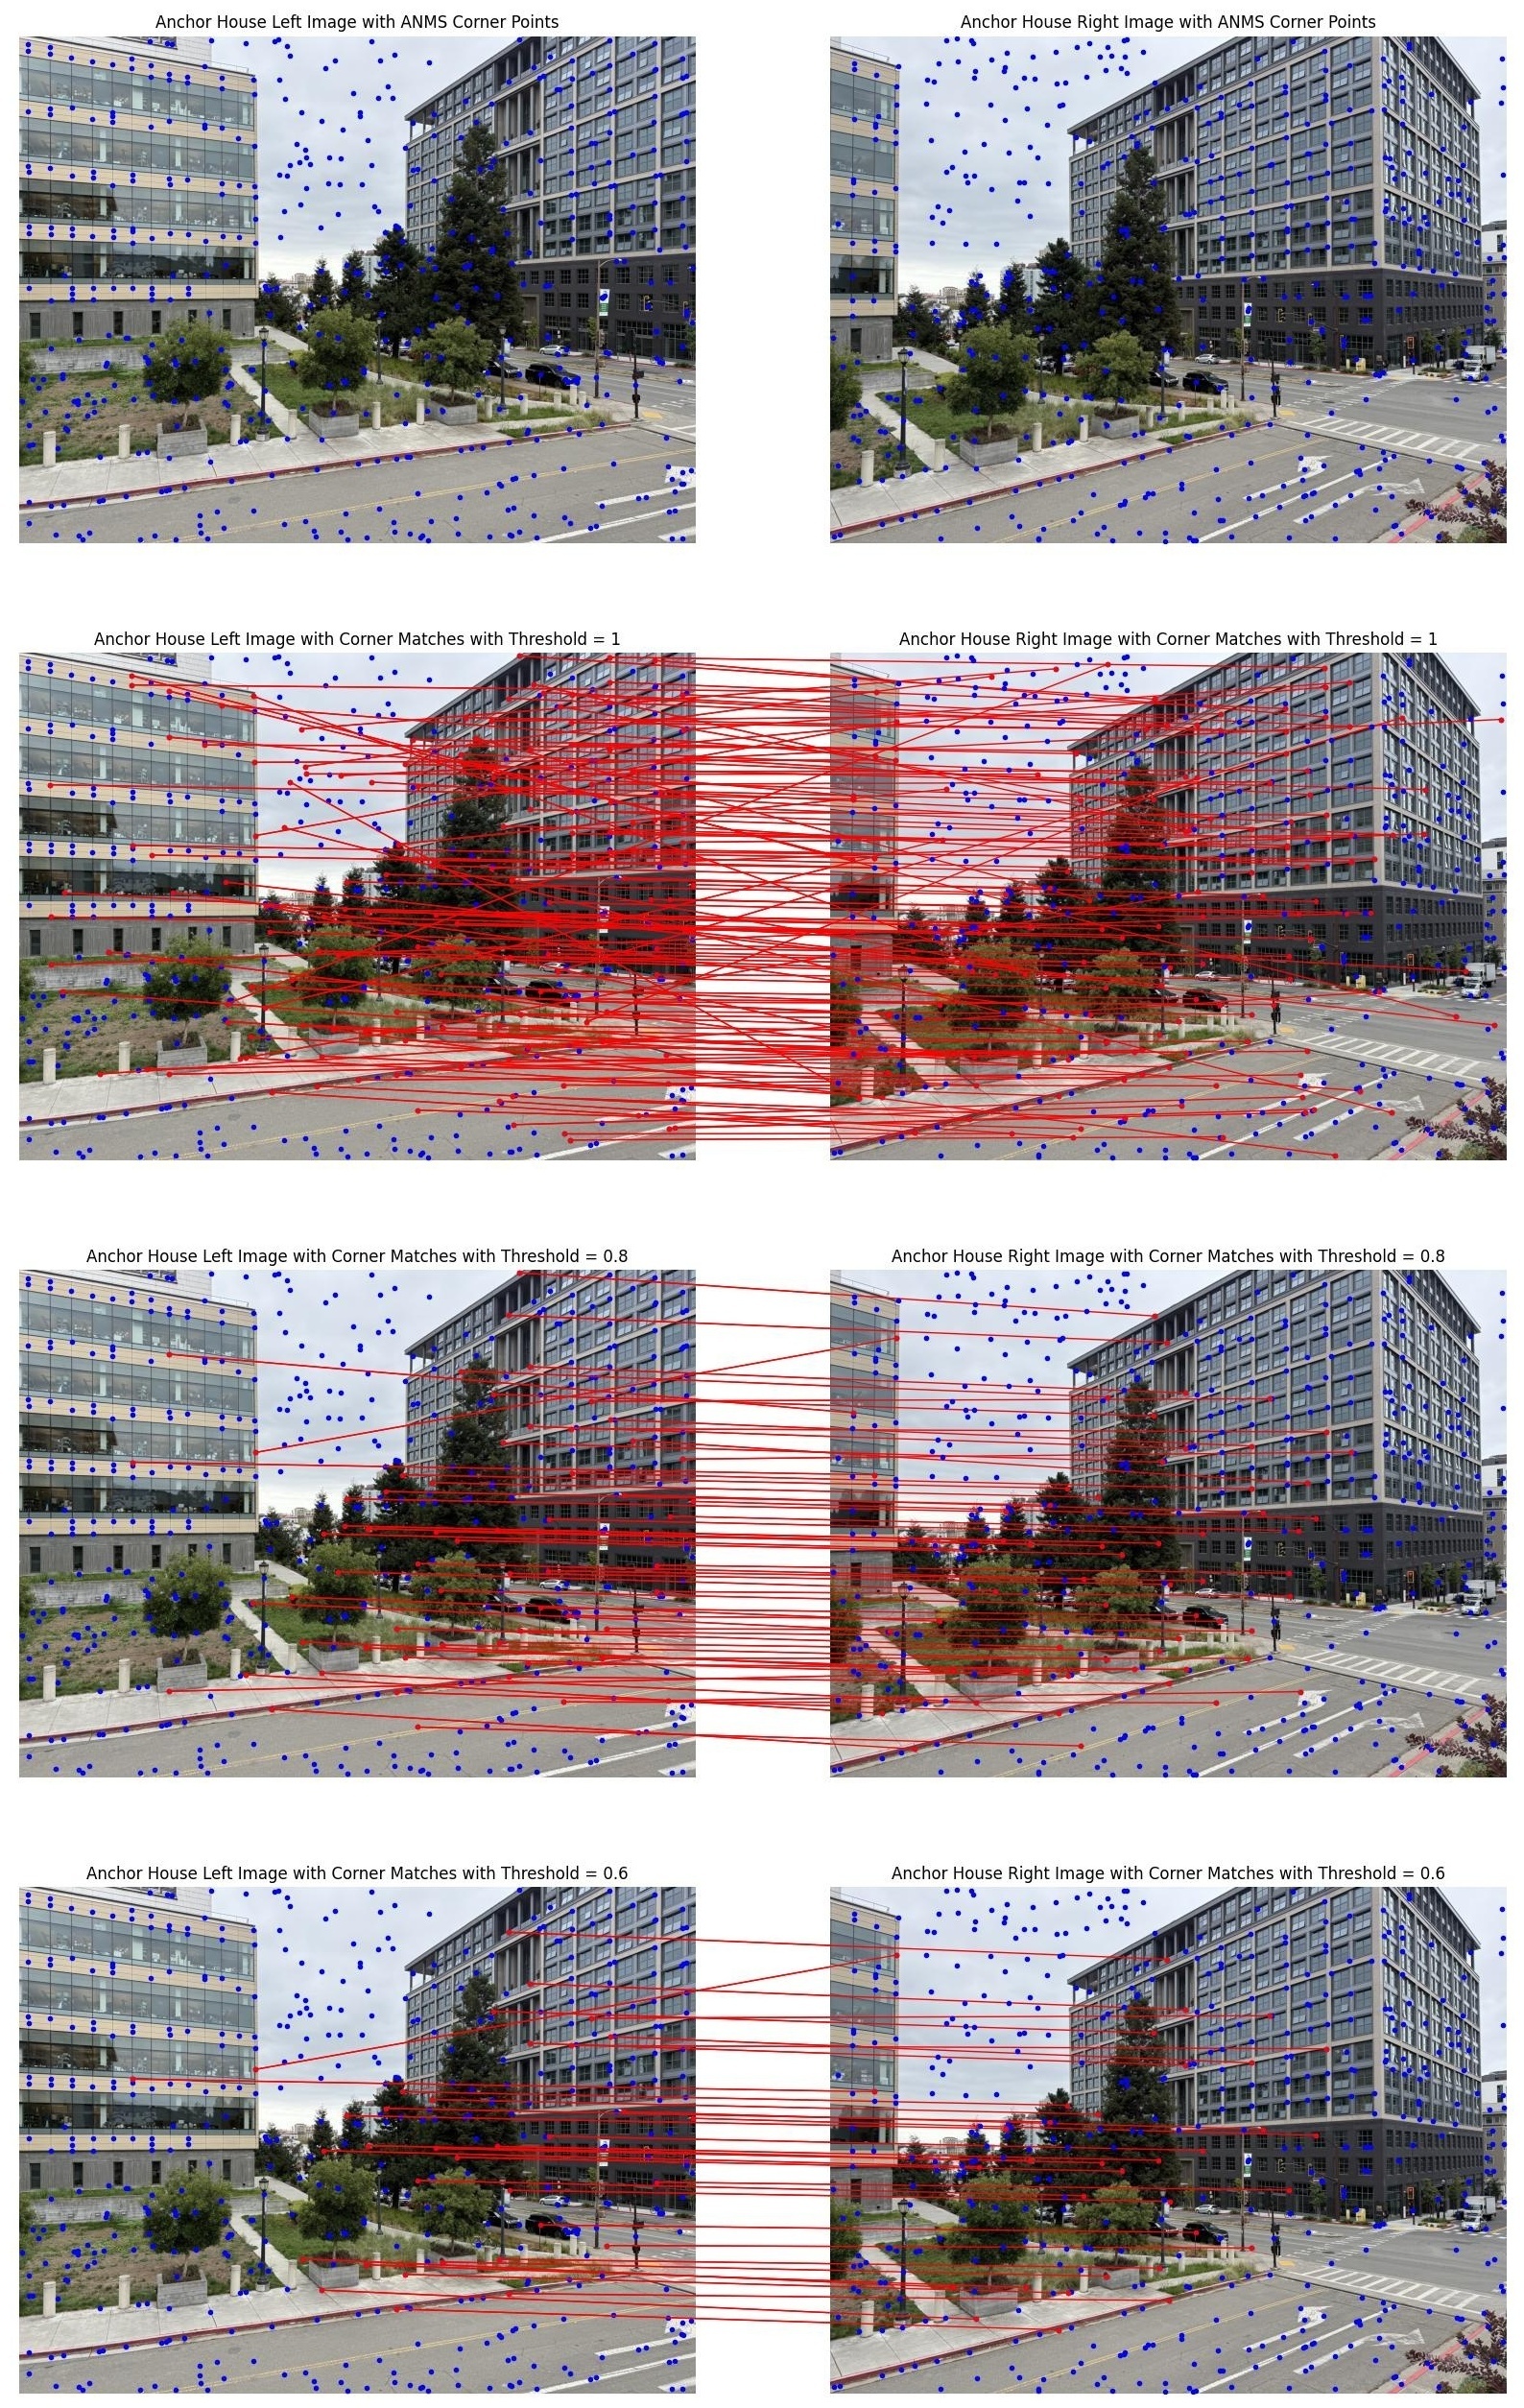 Anchor House Left Image with ANMS Corner Points
Anchor House Right Image with ANMS Corner Points
Anchor House Left Image with Corner Matches with Threshold = 1
Anchor House Right Image with Corner Matches with Threshold = 1
Anchor House Left Image with Corner Matches with Threshold = 0.8
Anchor House Right Image with Corner Matches with Threshold = 0.8
Anchor House Left Image with Corner Matches with Threshold = 0.6
Anchor House Right Image with Corner Matches with Threshold = 0.6